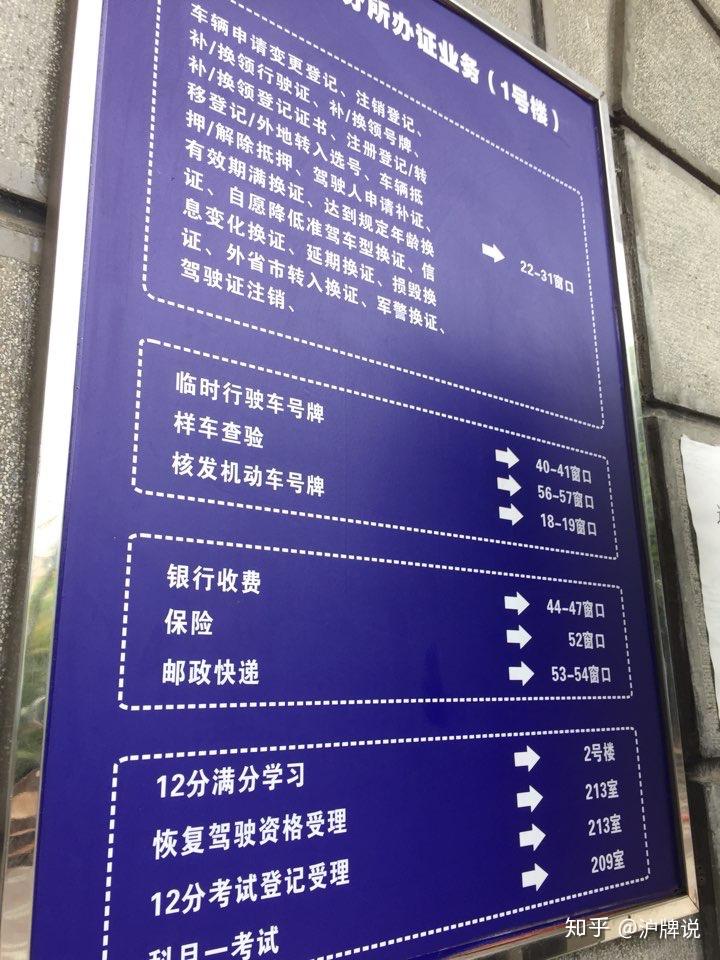 所办证业务（1号楼）
车辆申请变更登记、注销登记、
补/换领行驶证、补/换领号牌、
补/换领登记证书、注册登记/转
移登记/外地转入选号、车辆抵
押/解除抵押、驾驶人申请补证、
有效期满换证、达到规定年龄换
证、自愿降低准驾车型换证、信
息变化换证、延期换证、损毁换
证、外省市转入换证、军警换证、
驾驶证注销、
22-31窗口
临时行驶车号牌
40-41窗口
样车查验
56-57窗口
核发机动车号牌
18-19窗口
银行收费
44-47窗口
保险
52窗口
邮政快递
53-54窗口
12分满分学习
2号楼
恢复驾驶资格受理
213室
12分考试登记受理
213室
科目一考试
209室
知乎 @沪牌说